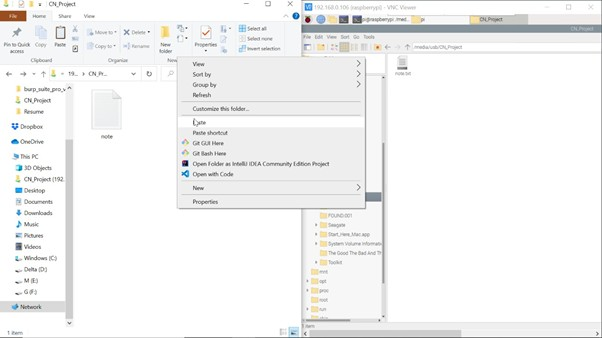 CN_Project
File
Home
Share
View
Pin to Quick
access
Copy
Paste
Move to
Copy to
Delete
Rename
New
folder
Properties
Select all
Select none
Invert selection
Clipboard
Organize
New
Select
19...
CN_Pr...
burp_suite_pro_v
CN_Project
Resume
Dropbox
OneDrive
This PC
3D Objects
CN_Project (192.
Desktop
Documents
Downloads
Music
Pictures
Videos
Windows (C:)
Delta (D:)
M (E:)
G (F:)
Network
1 item
note
View
Sort by
Group by
Refresh
Customize this folder...
Paste
Paste shortcut
Git GUI Here
Git Bash Here
Open Folder as IntelliJ IDEA Community Edition Project
Open with Code
New
Properties
192.168.0.106 (raspberrypi) - VNC Viewer
pi@raspberrypi: /med...
CN_Project
CN_Project
File Edit View Sort Go Tools
/media/usb/CN_Project
note.txt
FOUND.001
Seagate
Start_Here_Mac.app
System Volume Informatio
The Good The Bad And Th
Toolkit
mnt
opt
proc
root
run
1 item